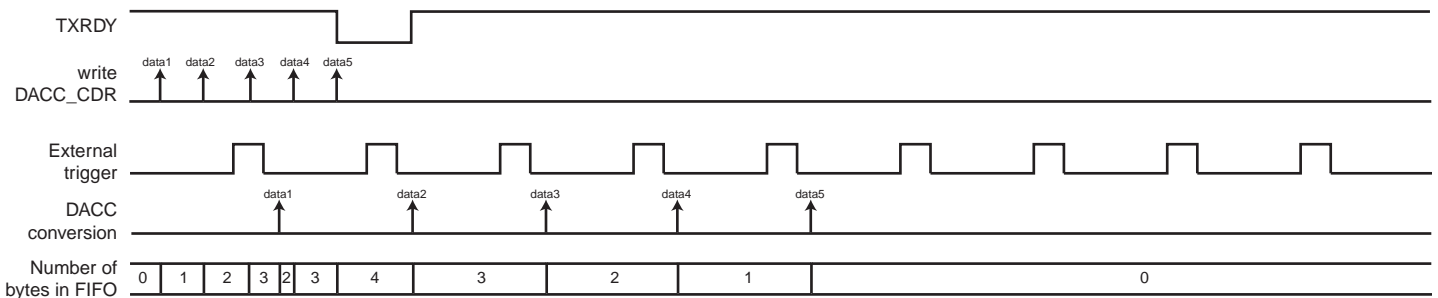 TXRDY
write
DACC_CDR
data1 data2 data3 data4 data5
External
trigger
DACC
conversion
data1 data2 data3 data4 data5
Number of
bytes in FIFO
0 1 2 3 2 3 4 3 2 1 0